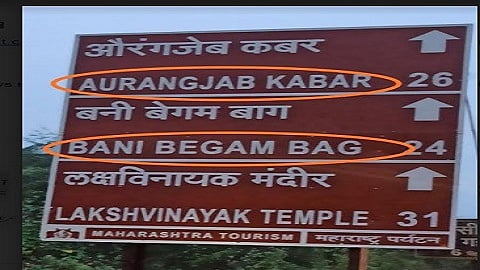 औरंगजेब कबर
AURANGJAB KABAR 26
बनी बेगम बाग
BANI BEGAM BAG 24
लक्षविनायक मंदीर
LAKSHVINAYAK TEMPLE 31
MAHARASHTRA TOURISM महाराष्ट्र पर्यटन